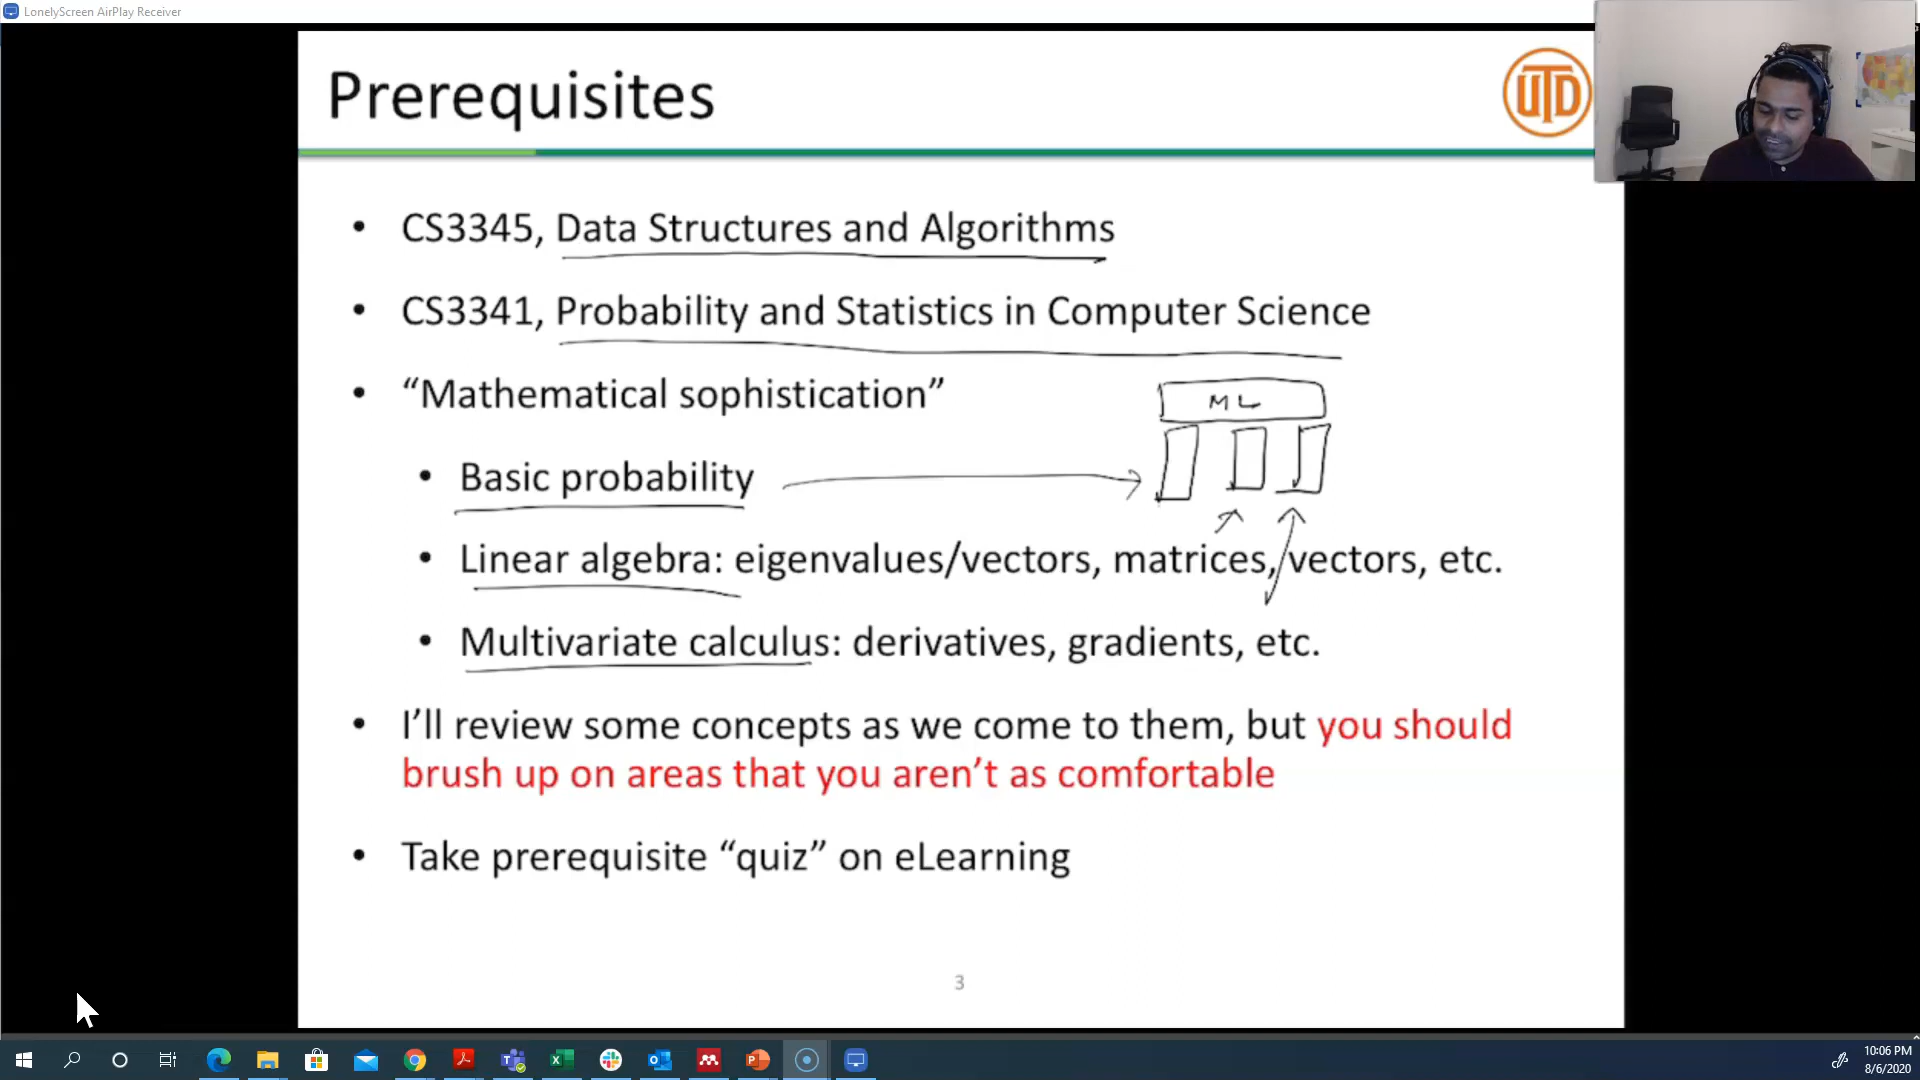 LonelyScreen AirPlay Receiver
Prerequisites
UTD
• CS3345, Data Structures and Algorithms
• CS3341, Probability and Statistics in Computer Science
• “Mathematical sophistication”
ML
• Basic probability
• Linear algebra: eigenvalues/vectors, matrices, vectors, etc.
• Multivariate calculus: derivatives, gradients, etc.
• I’ll review some concepts as we come to them, but you should
brush up on areas that you aren’t as comfortable
• Take prerequisite “quiz” on eLearning
3
10:06 PM
8/6/2020